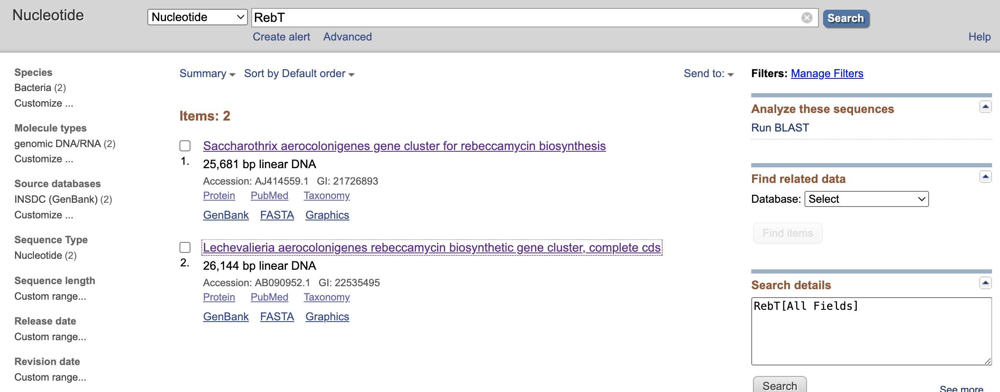 Nucleotide
Nucleotide RebT Search
Create alert Advanced
Help
Species
Bacteria (2)
Customize ...
Molecule types
genomic DNA/RNA (2)
Customize ...
Source databases
INSDC (GenBank) (2)
Customize ...
Sequence Type
Nucleotide (2)
Sequence length
Custom range...
Release date
Custom range...
Revision date
Custom range...
Summary Sort by Default order Send to:
Items: 2
Saccharothrix aerocolonigenes gene cluster for rebeccamycin biosynthesis
1. 25,681 bp linear DNA
Accession: AJ414559.1 GI: 21726893
Protein PubMed Taxonomy
GenBank FASTA Graphics
Lechevalieria aerocolonigenes rebeccamycin biosynthetic gene cluster, complete cds
2. 26,144 bp linear DNA
Accession: AB090952.1 GI: 22535495
Protein PubMed Taxonomy
GenBank FASTA Graphics
Filters: Manage Filters
Analyze these sequences
Run BLAST
Find related data
Database: Select
Find items
Search details
RebT[All Fields]
Search
See more